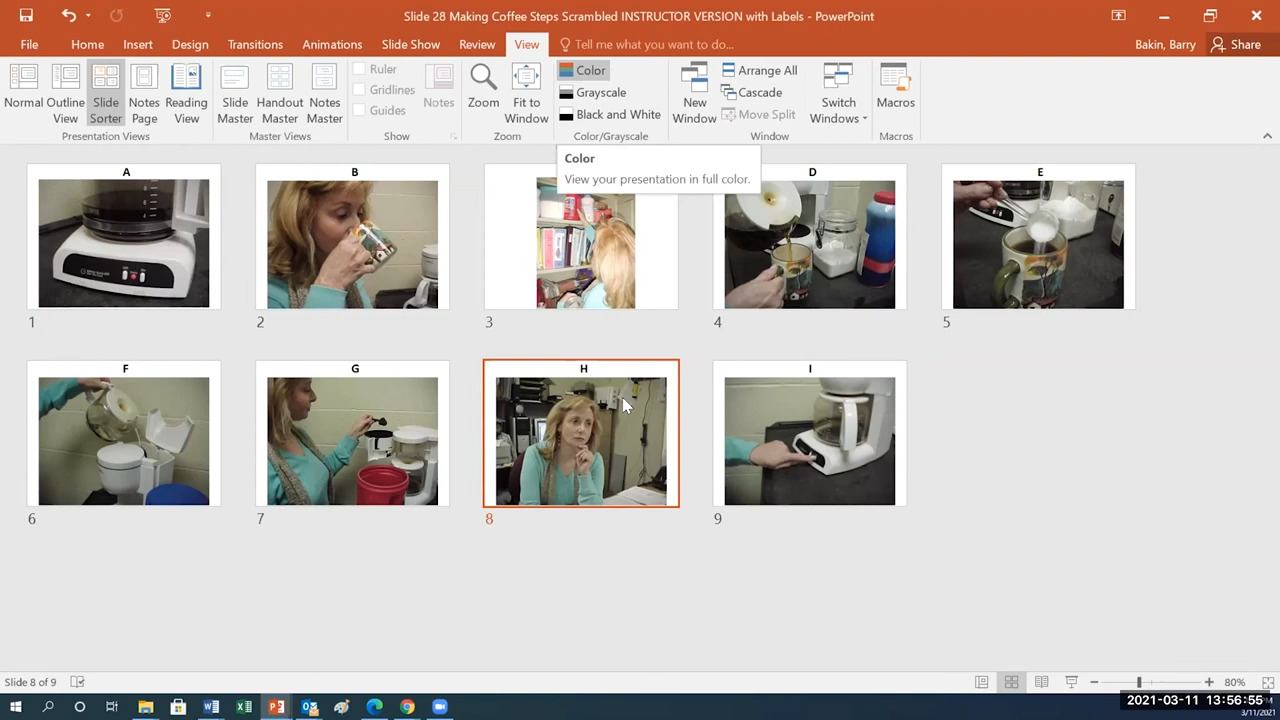 Slide 28 Making Coffee Steps Scrambled INSTRUCTOR VERSION with Labels - PowerPoint
File Home Insert Design Transitions Animations Slide Show Review View Tell me what you want to do... Bakin, Barry Share
Normal Outline View Slide Sorter Notes Page Reading View
Presentation Views
Slide Master Handout Master Notes Master
Master Views
Ruler
Gridlines
Guides
Notes
Show
Zoom Fit to Window
Zoom
Color
Grayscale
Black and White
Color/Grayscale
New Window
Arrange All
Cascade
Move Split
Switch Windows
Window
Macros
Macros
Color
View your presentation in full color.
A B D E
1 2 3 4 5
F G H I
6 7 8 9
Slide 8 of 9
80%
2021-03-11 13:56:55
3/11/2021